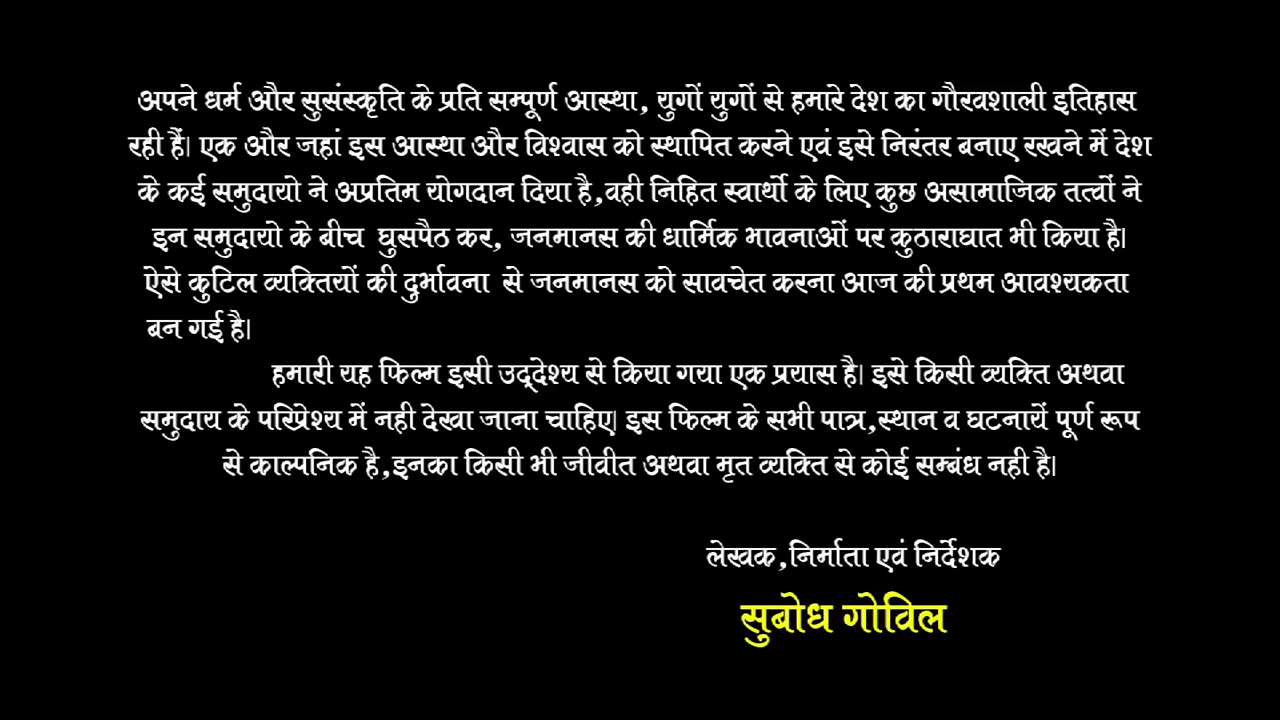 अपने धर्म और सुसंस्कृति के प्रति सम्पूर्ण आस्था, युगों युगों से हमारे देश का गौरवशाली इतिहास
रही हैं। एक और जहां इस आस्था और विश्वास को स्थापित करने एवं इसे निरंतर बनाए रखने में देश
के कई समुदायो ने अप्रतिम योगदान दिया है,वही निहित स्वार्थो के लिए कुछ असामाजिक तत्वों ने
इन समुदायो के बीच घुसपैठ कर, जनमानस की धार्मिक भावनाओं पर कुठाराघात भी किया है।
ऐसे कुटिल व्यक्तियों की दुर्भावना से जनमानस को सावचेत करना आज की प्रथम आवश्यकता
बन गई है।
हमारी यह फिल्म इसी उद्देश्य से किया गया एक प्रयास है। इसे किसी व्यक्ति अथवा
समुदाय के परिप्रेश्य में नही देखा जाना चाहिए। इस फिल्म के सभी पात्र,स्थान व घटनायें पूर्ण रूप
से काल्पनिक है,इनका किसी भी जीवीत अथवा मृत व्यक्ति से कोई सम्बंध नही है।
लेखक,निर्माता एवं निर्देशक
सुबोध गोविल